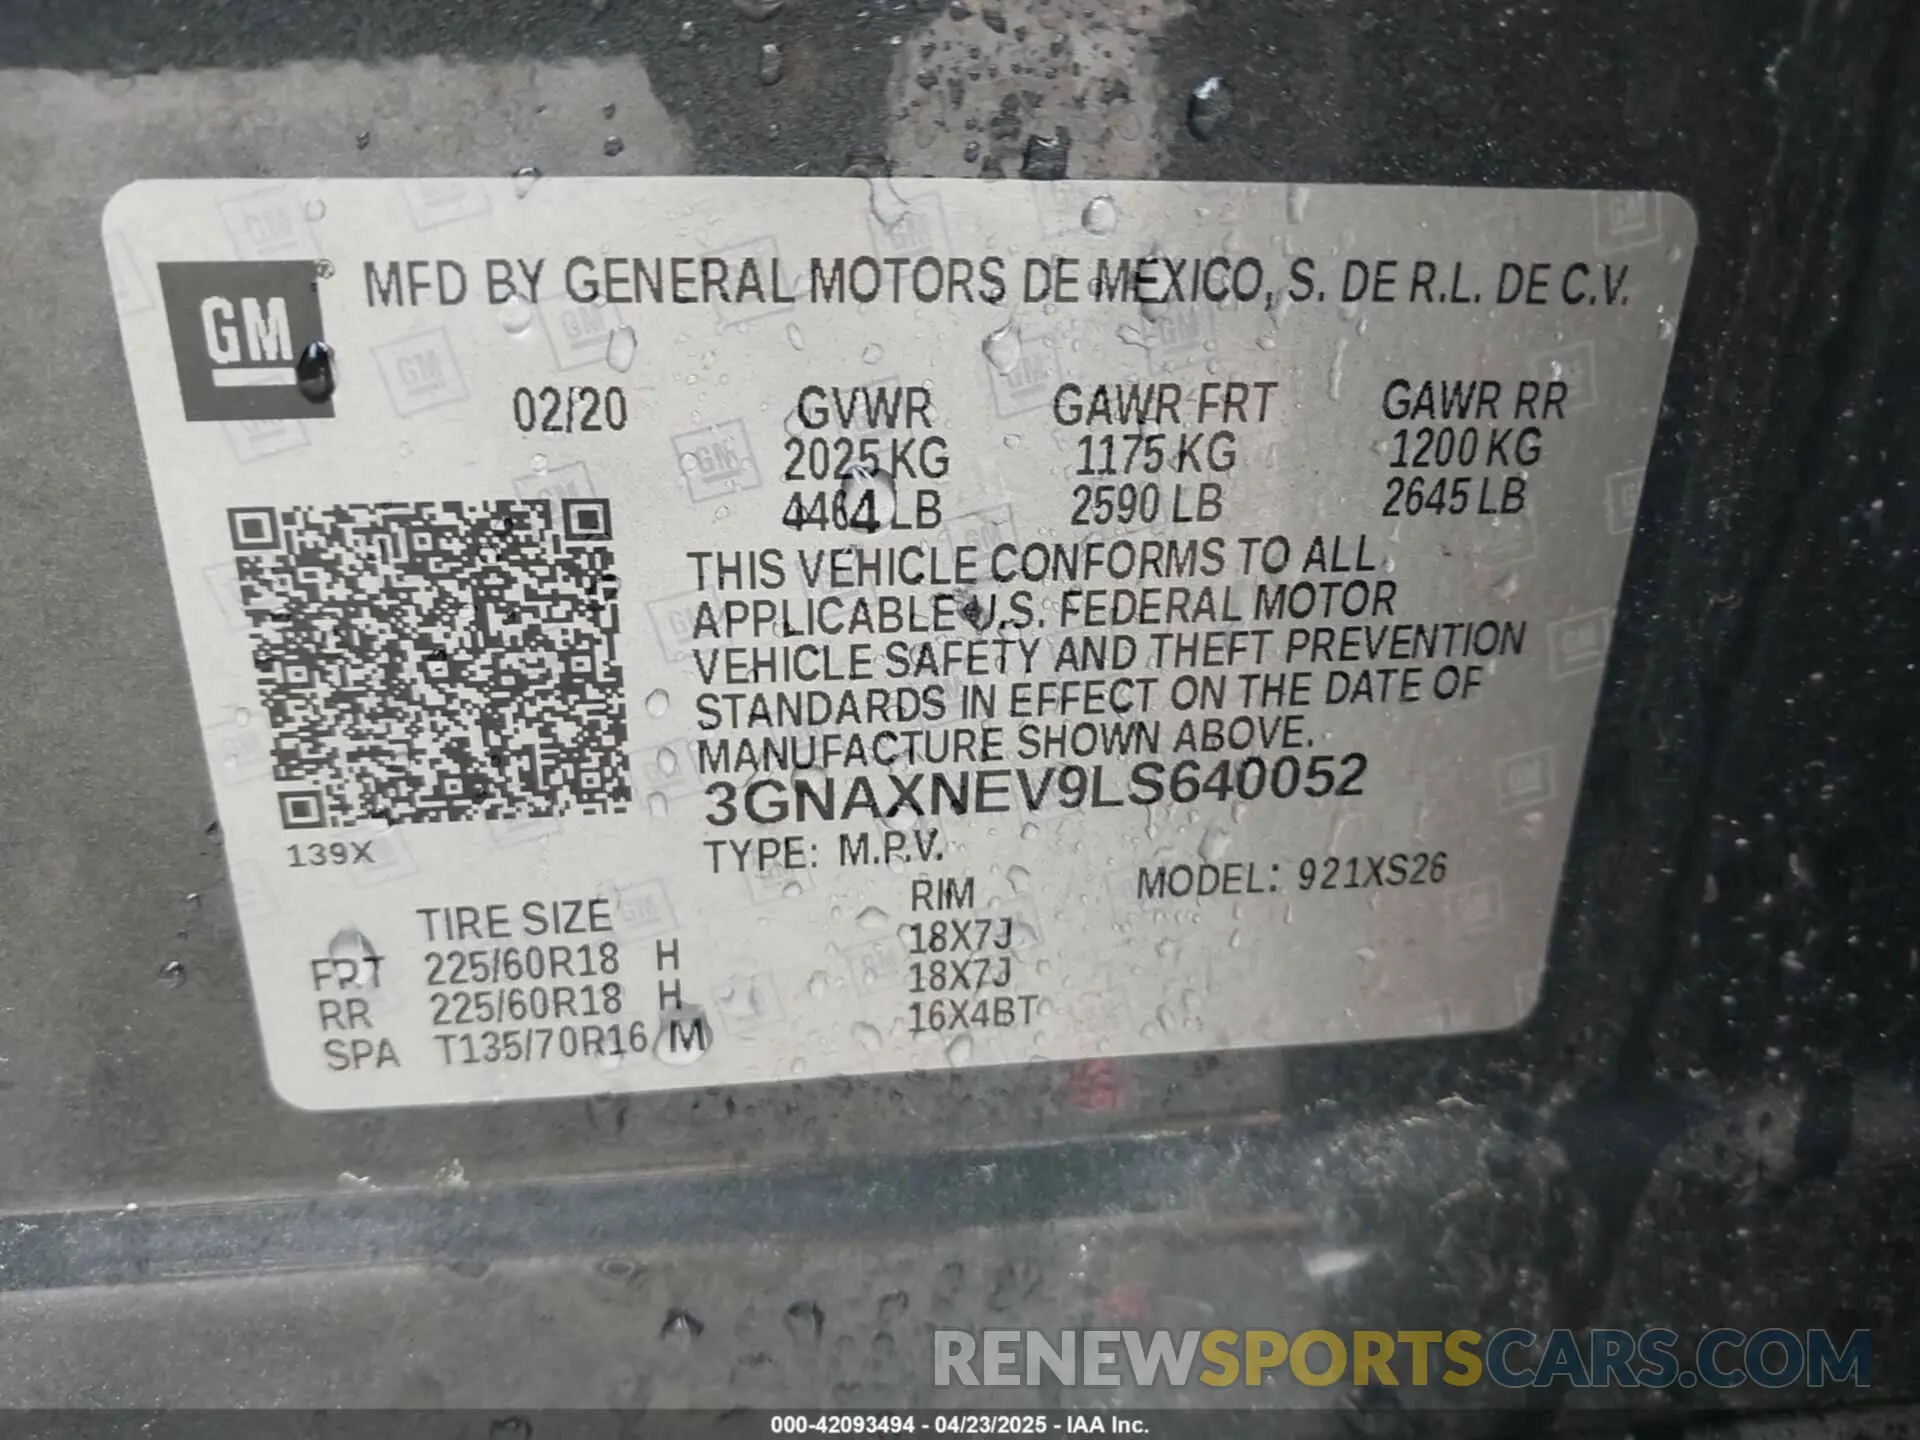 GM ® MFD BY GENERAL MOTORS DE MEXICO, S. DE R.L. DE C.V.
02/20 GVWR GAWR FRT GAWR RR
2025 KG 1175 KG 1200 KG
4464 LB 2590 LB 2645 LB
THIS VEHICLE CONFORMS TO ALL
APPLICABLE U.S. FEDERAL MOTOR
VEHICLE SAFETY AND THEFT PREVENTION
STANDARDS IN EFFECT ON THE DATE OF
MANUFACTURE SHOWN ABOVE.
3GNAXNEV9LS640052
139X
TYPE: M.P.V.
MODEL: 921XS26
TIRE SIZE RIM
FRT 225/60R18 H 18X7J
RR 225/60R18 H 18X7J
SPA T135/70R16 M 16X4BT
RENEWSPORTSCARS.COM
000-42093494 - 04/23/2025 - IAA Inc.